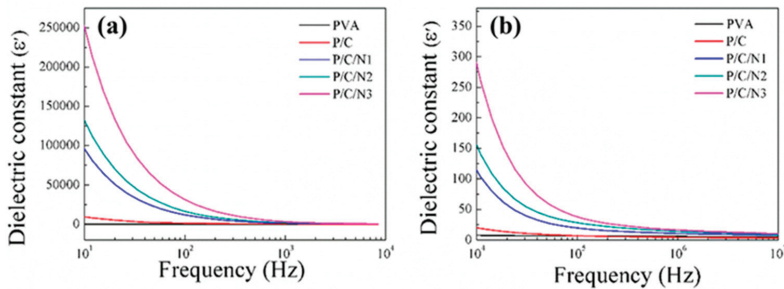 (a)
PVA
P/C
P/C/N1
P/C/N2
P/C/N3
Dielectric constant (ε')
250000
200000
150000
100000
50000
0
10¹
10²
10³
10⁴
Frequency (Hz)
(b)
PVA
P/C
P/C/N1
P/C/N2
P/C/N3
Dielectric constant (ε')
350
300
250
200
150
100
50
0
10⁴
10⁵
10⁶
10
Frequency (Hz)